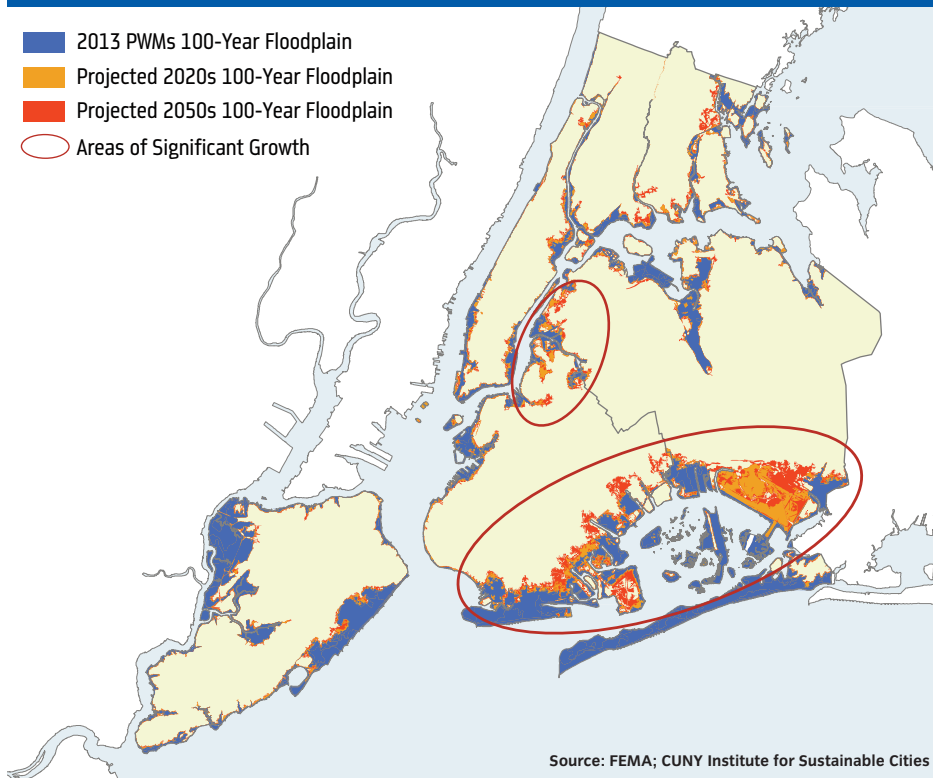 2013 PWMs 100-Year Floodplain
Projected 2020s 100-Year Floodplain
Projected 2050s 100-Year Floodplain
Areas of Significant Growth
Source: FEMA; CUNY Institute for Sustainable Cities